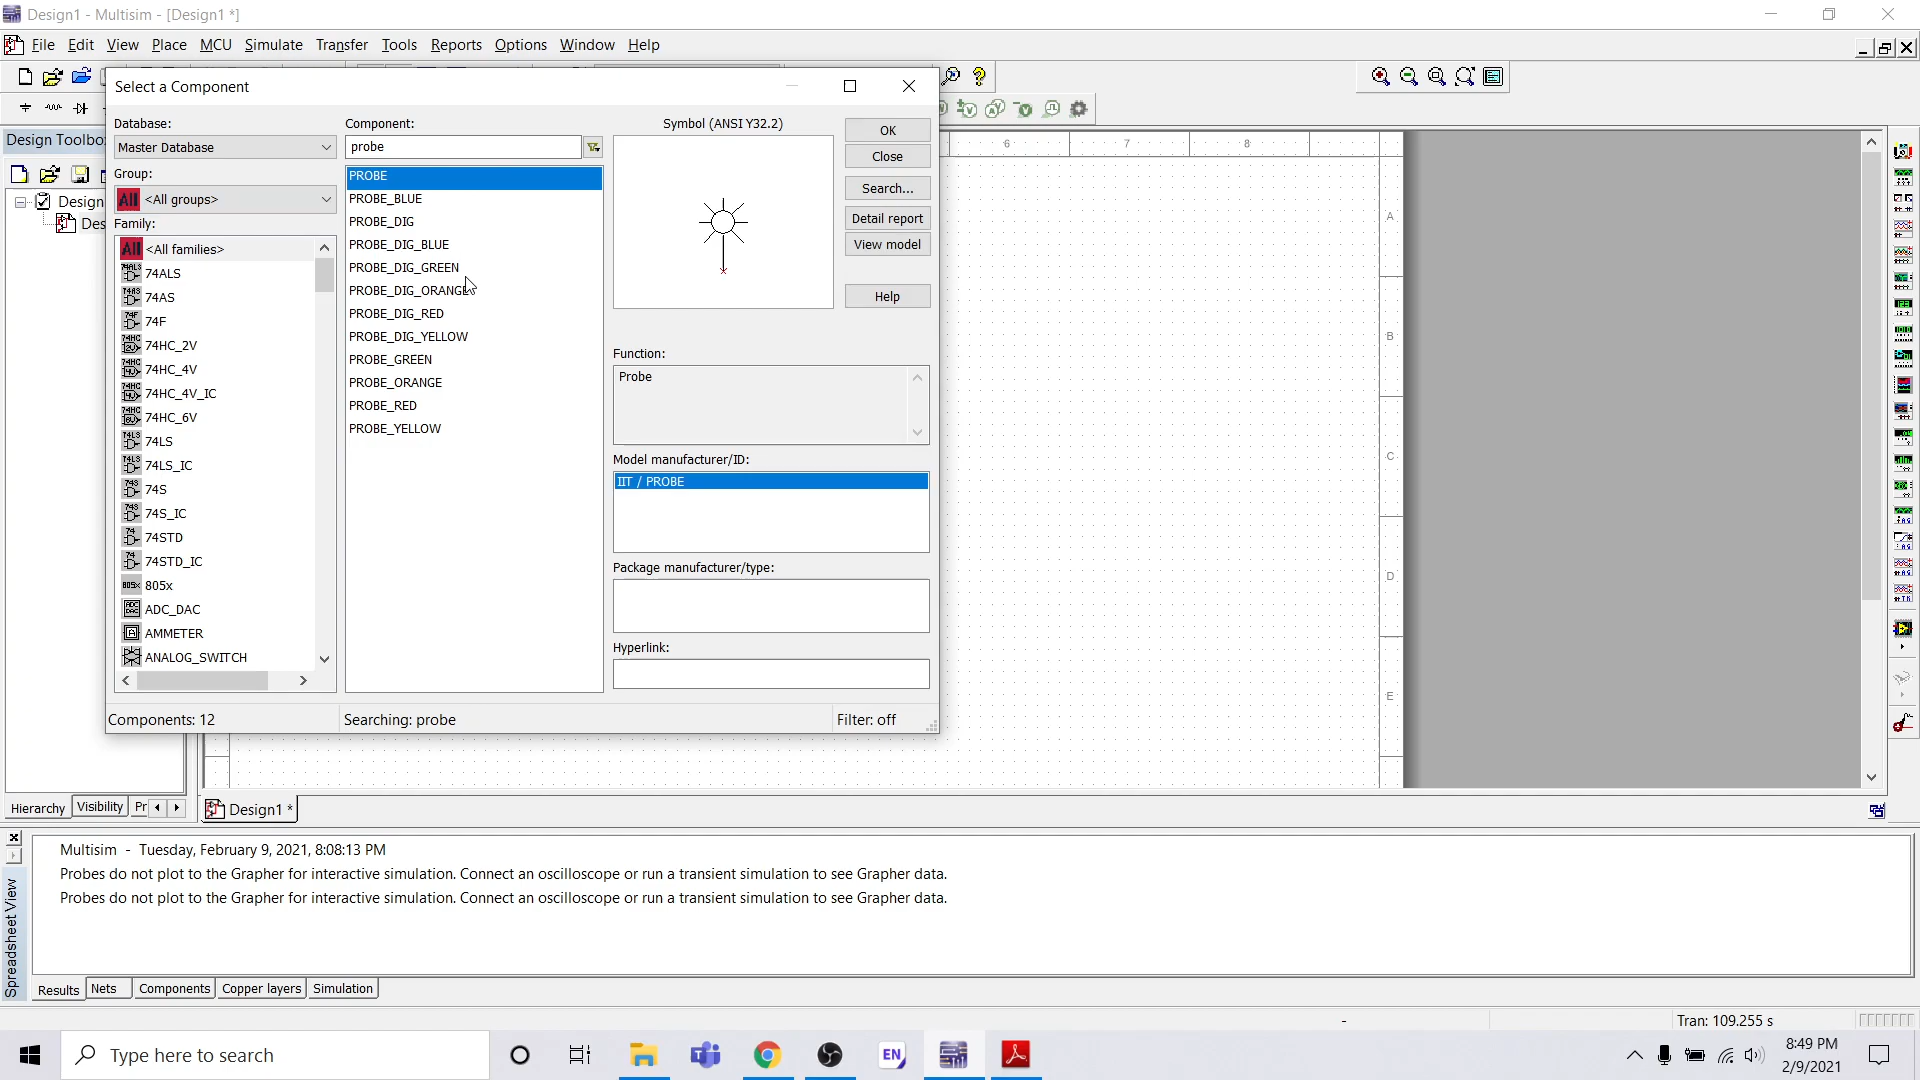 Design1 - Multisim - [Design1 *]
File Edit View Place MCU Simulate Transfer Tools Reports Options Window Help
Select a Component
Database:
Master Database
Group:
All <All groups>
Family:
All <All families>
74ALS
74AS
74F
74HC_2V
74HC_4V
74HC_4V_IC
74HC_6V
74LS
74LS_IC
74S
74S_IC
74STD
74STD_IC
805x
ADC_DAC
AMMETER
ANALOG_SWITCH
Component:
probe
PROBE
PROBE_BLUE
PROBE_DIG
PROBE_DIG_BLUE
PROBE_DIG_GREEN
PROBE_DIG_ORANGE
PROBE_DIG_RED
PROBE_DIG_YELLOW
PROBE_GREEN
PROBE_ORANGE
PROBE_RED
PROBE_YELLOW
Symbol (ANSI Y32.2)
OK
Close
Search...
Detail report
View model
Help
Function:
Probe
Model manufacturer/ID:
IIT / PROBE
Package manufacturer/type:
Hyperlink:
Components: 12
Searching: probe
Filter: off
Design Toolbo
Design
Des
6 7 8
A
B
C
D
E
Hierarchy Visibility Pr
Design1 *
Spreadsheet View
Multisim - Tuesday, February 9, 2021, 8:08:13 PM
Probes do not plot to the Grapher for interactive simulation. Connect an oscilloscope or run a transient simulation to see Grapher data.
Probes do not plot to the Grapher for interactive simulation. Connect an oscilloscope or run a transient simulation to see Grapher data.
Results Nets Components Copper layers Simulation
- Tran: 109.255 s
Type here to search
EN
8:49 PM
2/9/2021